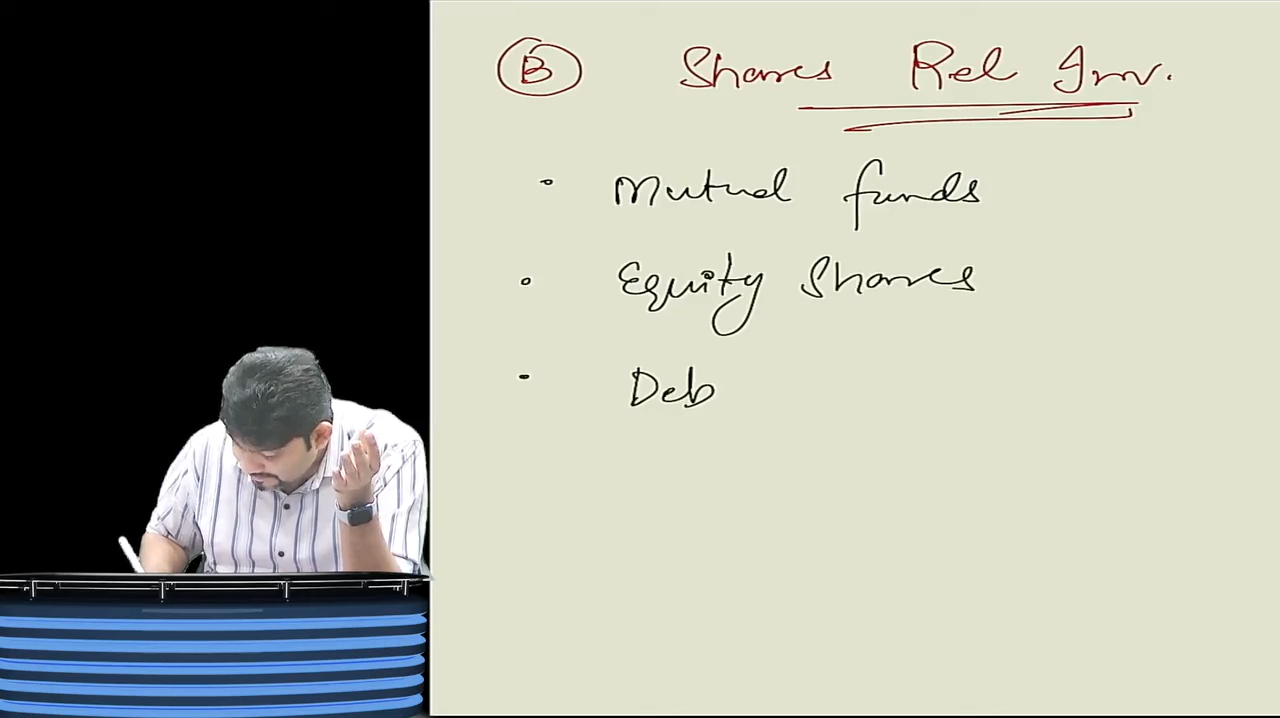 B Shares Rel Inv.
• Mutual funds
• Equity Shares
• Deb